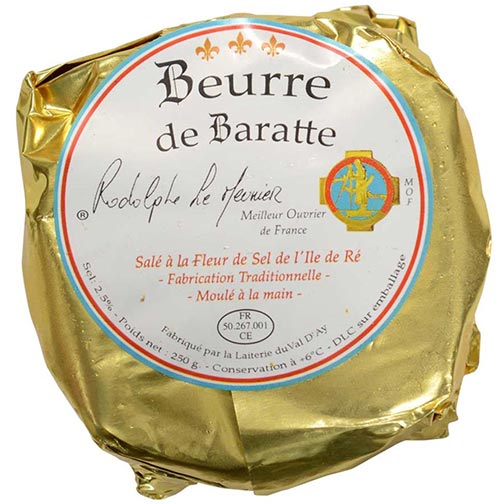 Beurre
de Baratte
® Rodolphe Le Meunier
Meilleur Ouvrier
de France
MOF
Salé à la Fleur de Sel de l'Ile de Ré
- Fabrication Traditionnelle -
- Moulé à la main -
FR
50.267.001
CE
Fabriqué par la Laiterie du Val D'Ay
Sel: 2,5% - Poids net: 250 g. - Conservation à +6°C - DLC sur emballage